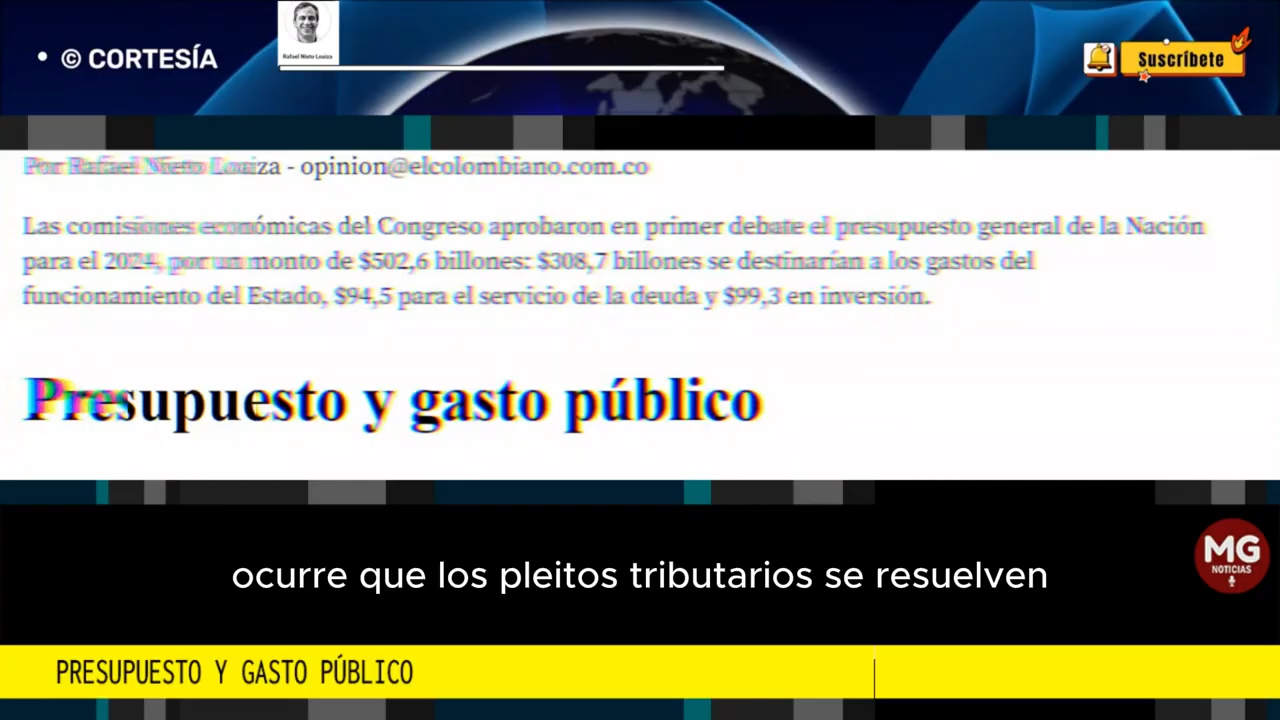 © CORTESÍA
Rafael Nieto Loaiza
Suscríbete
Por Rafael Nieto Loaiza - opinion@elcolombiano.com.co
Las comisiones económicas del Congreso aprobaron en primer debate el presupuesto general de la Nación
para el 2024, por un monto de $502,6 billones: $308,7 billones se destinarían a los gastos del
funcionamiento del Estado, $94,5 para el servicio de la deuda y $99,3 en inversión.
Presupuesto y gasto público
ocurre que los pleitos tributarios se resuelven
MG
NOTICIAS
PRESUPUESTO Y GASTO PÚBLICO